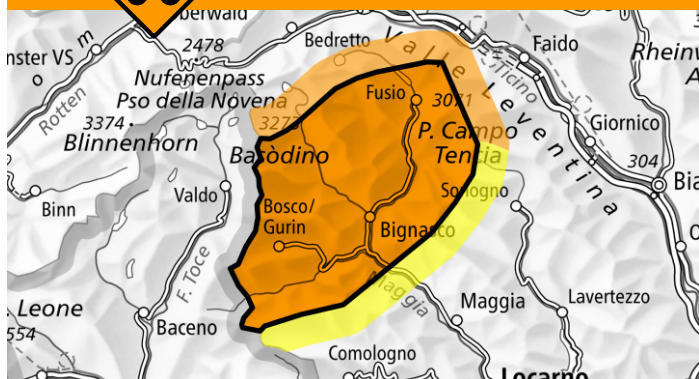 berwald
2478
Bedretto
Valle Leventina
Faido
nster VS
m
o
Nufenenpass
Pso della Novena
Rotten
Ticino
Rhein
A
3374
Blinnenhorn
3273
Fusio
3071
P. Campo
Tencia
Giornico
304
Basòdino
Binn
Valdo
Sonogno
Bia
Bosco/
Gurin
Bignasco
F. Toce
Maggia
Leone
554
Baceno
Maggia
Lavertezzo
Comologno
Locarno